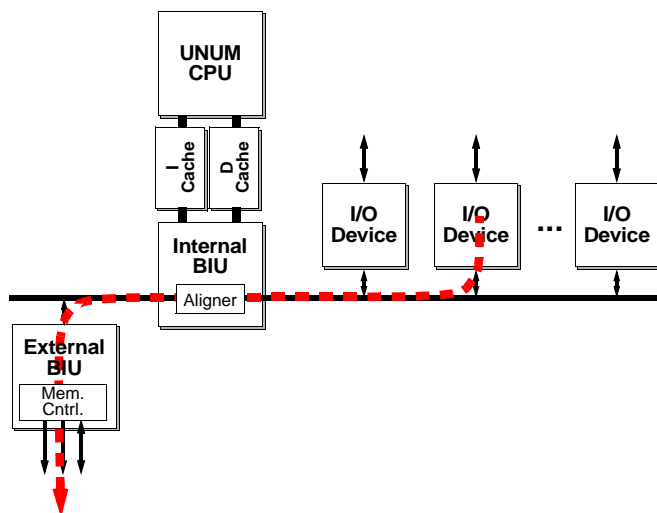 UNUM
CPU
I
Cache
D
Cache
Internal
BIU
Aligner
I/O
Device
I/O
Device
...
I/O
Device
External
BIU
Mem.
Cntrl.